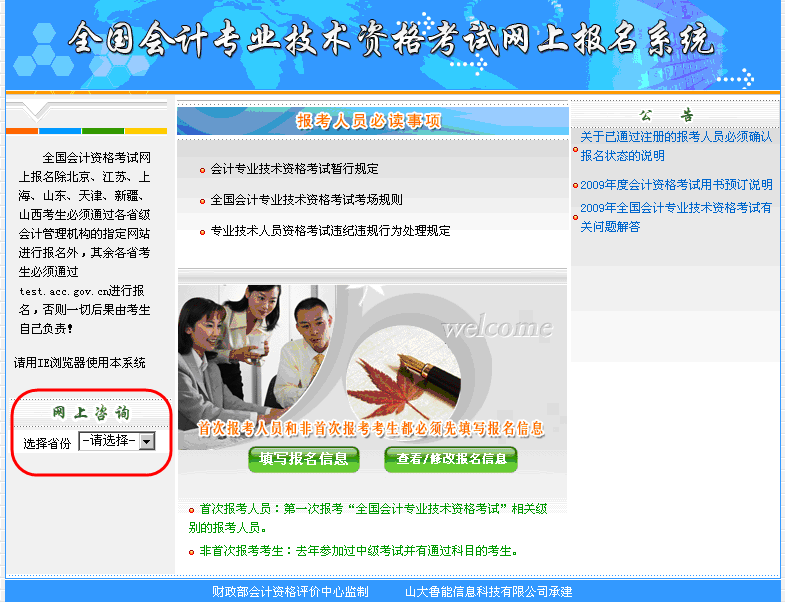 全国会计专业技术资格考试网上报名系统
全国会计资格考试网
上报名除北京、江苏、上
海、山东、天津、新疆、
山西考生必须通过各省级
会计管理机构的指定网站
进行报名外，其余各省考
生必须通过
test.acc.gov.cn进行报
名，否则一切后果由考生
自己负责！
请用IE浏览器使用本系统
网上咨询
选择省份 -请选择-
报考人员必读事项
会计专业技术资格考试暂行规定
全国会计专业技术资格考试考场规则
专业技术人员资格考试违纪违规行为处理规定
welcome
首次报考人员和非首次报考考生都必须先填写报名信息
填写报名信息 查看/修改报名信息
首次报考人员：第一次报考“全国会计专业技术资格考试”相关级
别的报考人员。
非首次报考考生：去年参加过中级考试并有通过科目的考生。
公 告
关于已通过注册的报考人员必须确认
报名状态的说明
2009年度会计资格考试用书预订说明
2009年全国会计专业技术资格考试有
关问题解答
财政部会计资格评价中心监制 山大鲁能信息科技有限公司承建